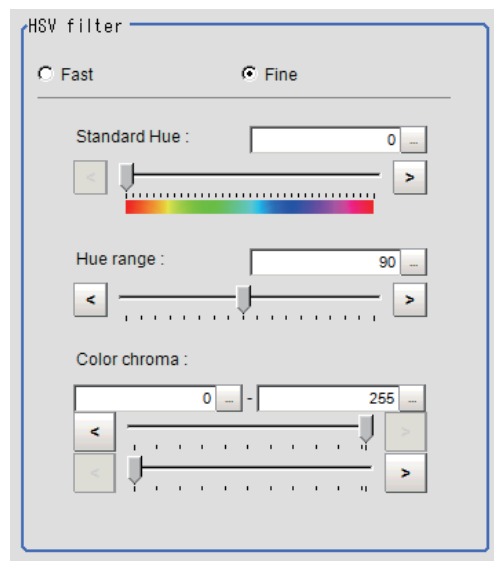 HSV filter
Fast Fine
Standard Hue : 0 ...
< >
Hue range : 90 ...
< >
Color chroma :
0 ... - 255 ...
< >
< >